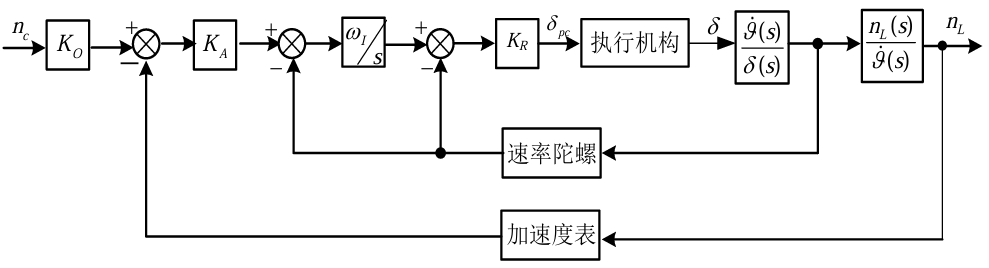 n_c
K_O
+
−
K_A
+
−
ω_I/s
+
−
K_R
δ_pc
执行机构
δ
ϑ̇(s)/δ(s)
n_L(s)/ϑ̇(s)
n_L
速率陀螺
加速度表